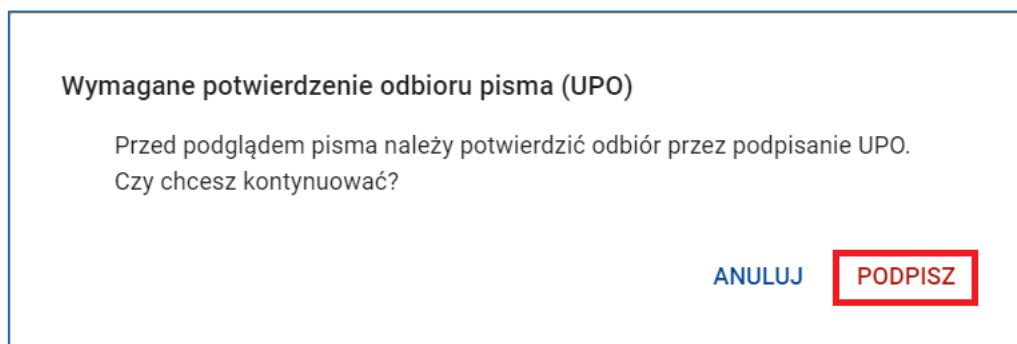 Wymagane potwierdzenie odbioru pisma (UPO)
Przed podglądem pisma należy potwierdzić odbiór przez podpisanie UPO.
Czy chcesz kontynuować?
ANULUJ PODPISZ